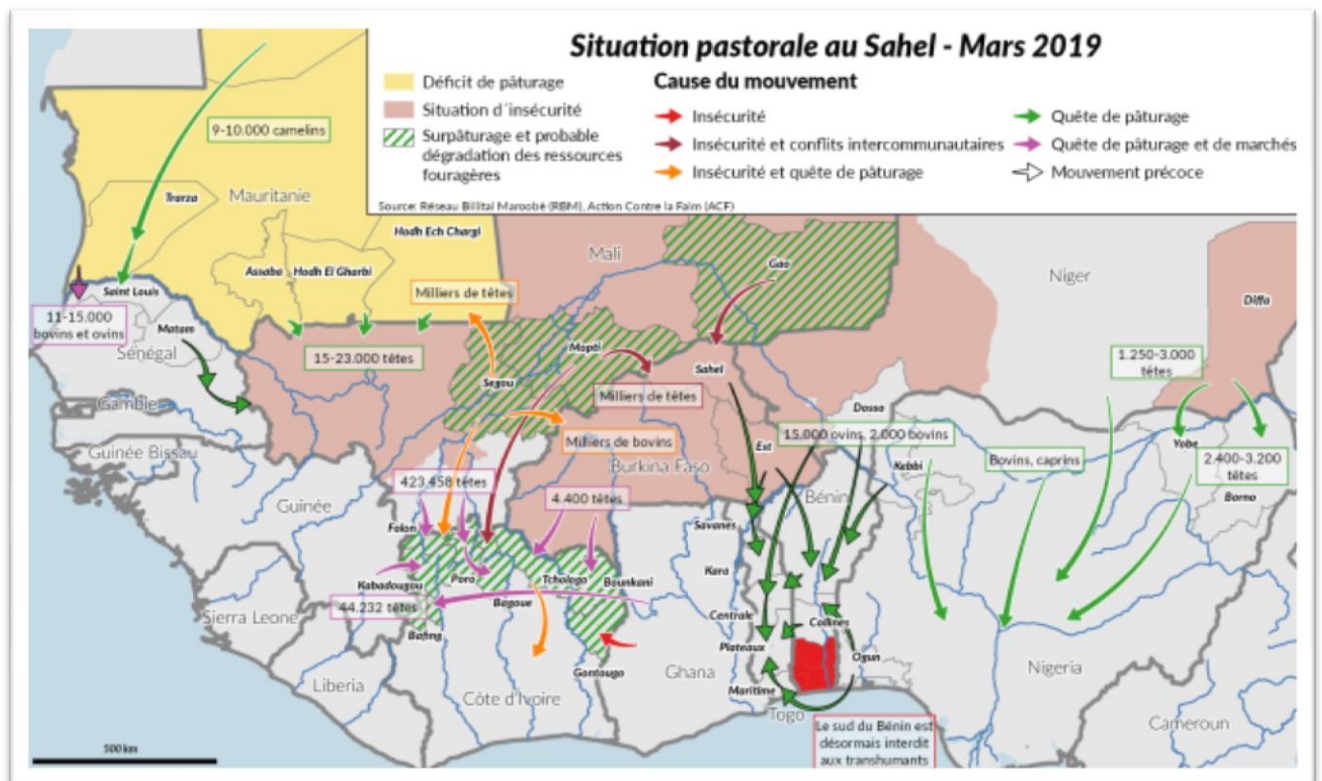 Situation pastorale au Sahel - Mars 2019
Déficit de pâturage
Situation d´insécurité
Surpâturage et probable
dégradation des ressources
fouragères
Cause du mouvement
Insécurité
Insécurité et conflits intercommunautaires
Insécurité et quête de pâturage
Quête de pâturage
Quête de pâturage et de marchés
Mouvement précoce
Source: Réseau Billital Maroobé (RBM), Action Contre la Faim (ACF)
9-10.000 camelins
Trarza
Mauritanie
Hodh Ech Chargi
Assaba
Hodh El Gharbi
Mali
Gao
Niger
Diffa
Saint Louis
Milliers de têtes
11-15.000
bovins et ovins
Matam
Sénégal
15-23.000 têtes
Mopti
Segou
Sahel
1.250-3.000
têtes
Milliers de têtes
Gambie
Dosso
Guinée Bissau
Milliers de bovins
Est
15.000 ovins, 2.000 bovins
Kebbi
Bovins, caprins
Yobe
2.400-3.200
têtes
Borno
Burkina Faso
423.458 têtes
4.400 têtes
Bénin
Guinée
Folon
Savanes
Kabadougou
Poro
Tchologo
Bounkani
Kara
44.232 têtes
Bagoue
Sierra Leone
Bafing
Centrale
Collines
Plateaux
Ogun
Gontougo
Ghana
Nigeria
Liberia
Côte d'Ivoire
Maritime
Togo
Cameroun
Le sud du Bénin est
désormais interdit
aux transhumants
500 km